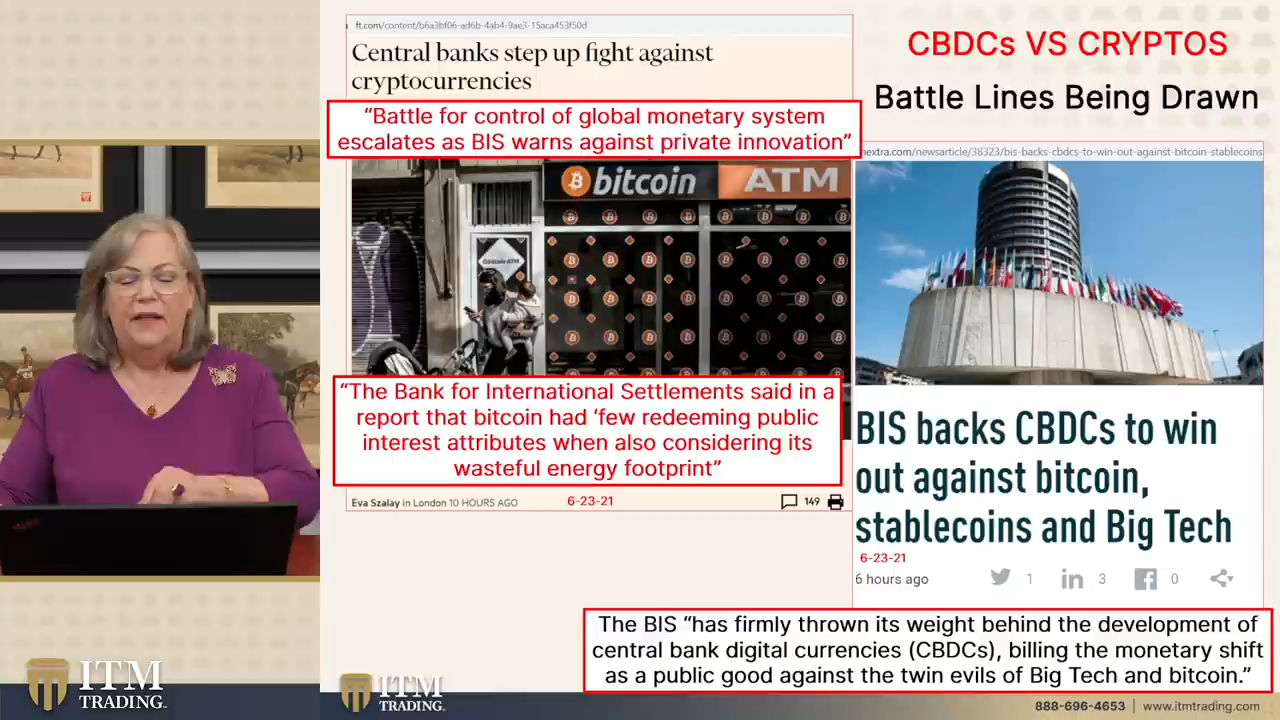 ft.com/content/b6a3bf06-ad6b-4ab4-9ae3-15aca453f50d
Central banks step up fight against
cryptocurrencies
“Battle for control of global monetary system
escalates as BIS warns against private innovation”
bitcoin ATM
Bitcoin ATM
“The Bank for International Settlements said in a
report that bitcoin had ‘few redeeming public
interest attributes when also considering its
wasteful energy footprint”
Eva Szalay in London 10 HOURS AGO 6-23-21 149
CBDCs VS CRYPTOS
Battle Lines Being Drawn
nextra.com/newsarticle/38323/bis-backs-cbdcs-to-win-out-against-bitcoin-stablecoins
BIS backs CBDCs to win
out against bitcoin,
stablecoins and Big Tech
6-23-21
6 hours ago 1 3 0
The BIS “has firmly thrown its weight behind the development of
central bank digital currencies (CBDCs), billing the monetary shift
as a public good against the twin evils of Big Tech and bitcoin.”
ITM
TRADING
ITM
TRADING
888-696-4653 | www.itmtrading.com